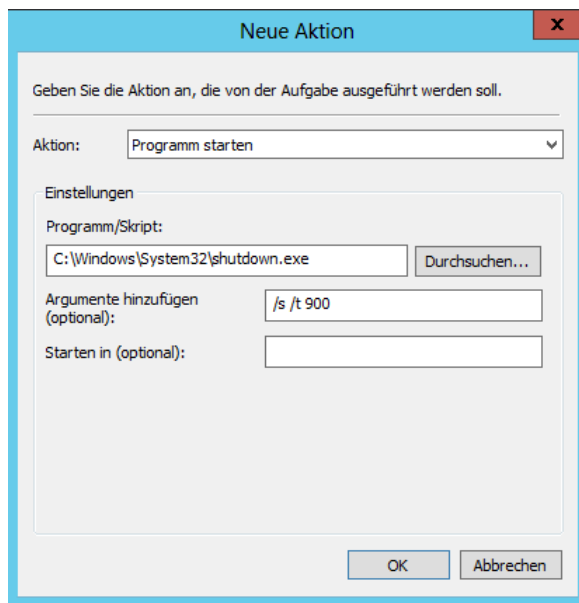 Neue Aktion
x
Geben Sie die Aktion an, die von der Aufgabe ausgeführt werden soll.
Aktion: Programm starten
Einstellungen
Programm/Skript:
C:\Windows\System32\shutdown.exe Durchsuchen...
Argumente hinzufügen
(optional): /s /t 900
Starten in (optional):
OK Abbrechen